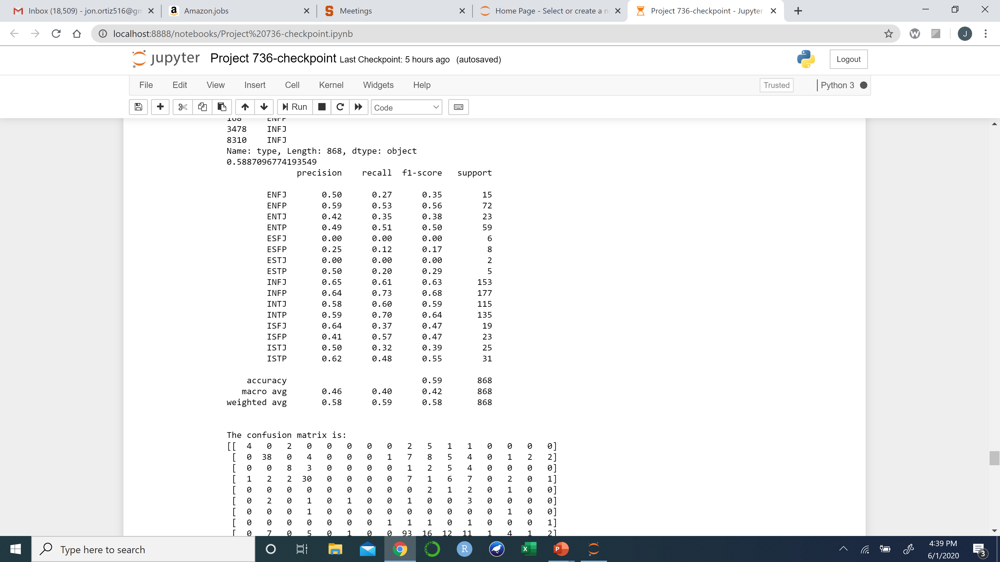 Inbox (18,509) - jon.ortiz516@gm
Amazon.jobs
Meetings
Home Page - Select or create a n
Project 736-checkpoint - Jupyter
localhost:8888/notebooks/Project%20736-checkpoint.ipynb
J
jupyter Project 736-checkpoint Last Checkpoint: 5 hours ago (autosaved)
Logout
File Edit View Insert Cell Kernel Widgets Help
Trusted Python 3
Run Code
168 ENFP
3478 INFJ
8310 INFJ
Name: type, Length: 868, dtype: object
0.5887096774193549
precision recall f1-score support
ENFJ 0.50 0.27 0.35 15
ENFP 0.59 0.53 0.56 72
ENTJ 0.42 0.35 0.38 23
ENTP 0.49 0.51 0.50 59
ESFJ 0.00 0.00 0.00 6
ESFP 0.25 0.12 0.17 8
ESTJ 0.00 0.00 0.00 2
ESTP 0.50 0.20 0.29 5
INFJ 0.65 0.61 0.63 153
INFP 0.64 0.73 0.68 177
INTJ 0.58 0.60 0.59 115
INTP 0.59 0.70 0.64 135
ISFJ 0.64 0.37 0.47 19
ISFP 0.41 0.57 0.47 23
ISTJ 0.50 0.32 0.39 25
ISTP 0.62 0.48 0.55 31
accuracy 0.59 868
macro avg 0.46 0.40 0.42 868
weighted avg 0.58 0.59 0.58 868
The confusion matrix is:
[[ 4 0 2 0 0 0 0 0 2 5 1 1 0 0 0 0]
[ 0 38 0 4 0 0 0 1 7 8 5 4 0 1 2 2]
[ 0 0 8 3 0 0 0 0 1 2 5 4 0 0 0 0]
[ 1 2 2 30 0 0 0 0 7 1 6 7 0 2 0 1]
[ 0 0 0 0 0 0 0 0 0 2 1 2 0 1 0 0]
[ 0 2 0 1 0 1 0 0 1 0 0 3 0 0 0 0]
[ 0 0 0 1 0 0 0 0 0 0 0 0 0 1 0 0]
[ 0 0 0 0 0 0 0 1 1 1 0 1 0 0 0 1]
[ 0 7 0 5 0 1 0 0 93 16 12 11 1 4 1 2]
Type here to search
4:39 PM
6/1/2020
3